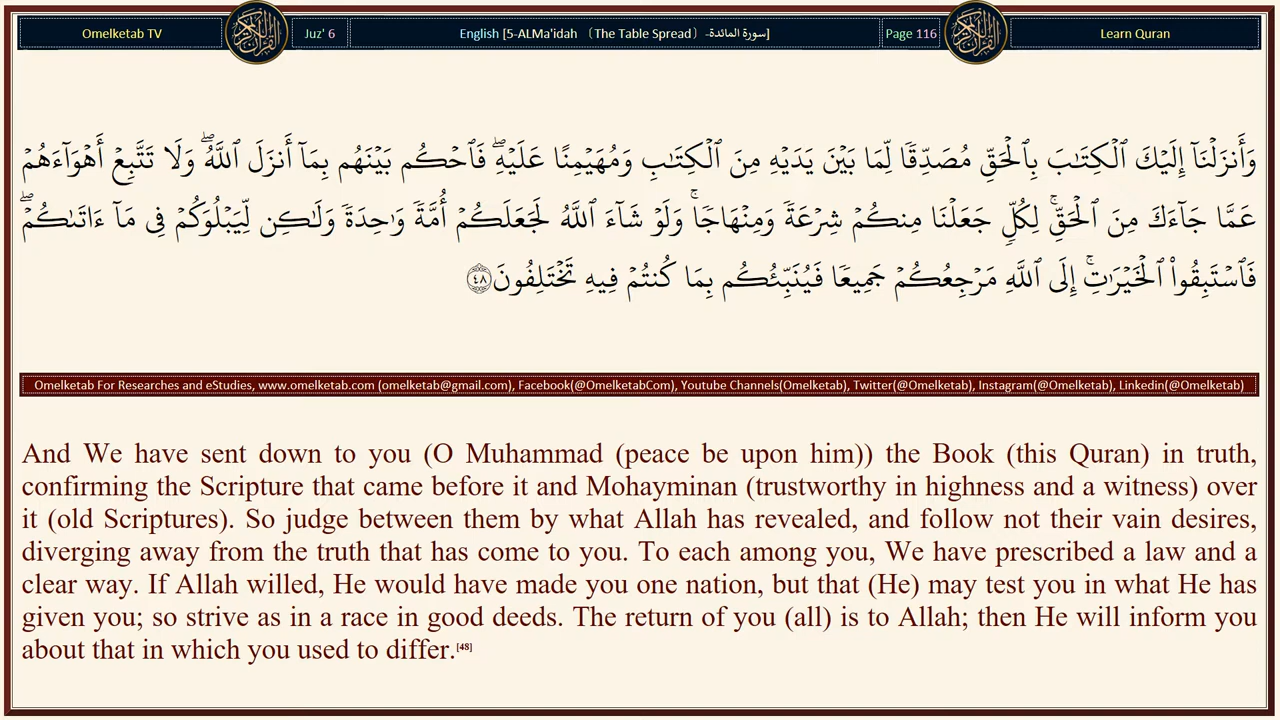 Omelketab TV
Juz' 6
English [5-ALMa'idah (The Table Spread) -سورة المائدة]
Page 116
Learn Quran
وَأَنزَلْنَآ إِلَيْكَ ٱلْكِتَٰبَ بِٱلْحَقِّ مُصَدِّقًا لِّمَا بَيْنَ يَدَيْهِ مِنَ ٱلْكِتَٰبِ وَمُهَيْمِنًا عَلَيْهِ ۖ فَٱحْكُم بَيْنَهُم بِمَآ أَنزَلَ ٱللَّهُ ۖ وَلَا تَتَّبِعْ أَهْوَآءَهُمْ
عَمَّا جَآءَكَ مِنَ ٱلْحَقِّ ۚ لِكُلٍّ جَعَلْنَا مِنكُمْ شِرْعَةً وَمِنْهَاجًا ۚ وَلَوْ شَآءَ ٱللَّهُ لَجَعَلَكُمْ أُمَّةً وَٰحِدَةً وَلَٰكِن لِّيَبْلُوَكُمْ فِى مَآ ءَاتَىٰكُمْ ۖ
فَٱسْتَبِقُوا۟ ٱلْخَيْرَٰتِ ۚ إِلَى ٱللَّهِ مَرْجِعُكُمْ جَمِيعًا فَيُنَبِّئُكُم بِمَا كُنتُمْ فِيهِ تَخْتَلِفُونَ ٤٨
Omelketab For Researches and eStudies, www.omelketab.com (omelketab@gmail.com), Facebook(@OmelketabCom), Youtube Channels(Omelketab), Twitter(@Omelketab), Instagram(@Omelketab), Linkedin(@Omelketab)
And We have sent down to you (O Muhammad (peace be upon him)) the Book (this Quran) in truth,
confirming the Scripture that came before it and Mohayminan (trustworthy in highness and a witness) over
it (old Scriptures). So judge between them by what Allah has revealed, and follow not their vain desires,
diverging away from the truth that has come to you. To each among you, We have prescribed a law and a
clear way. If Allah willed, He would have made you one nation, but that (He) may test you in what He has
given you; so strive as in a race in good deeds. The return of you (all) is to Allah; then He will inform you
about that in which you used to differ.[48]